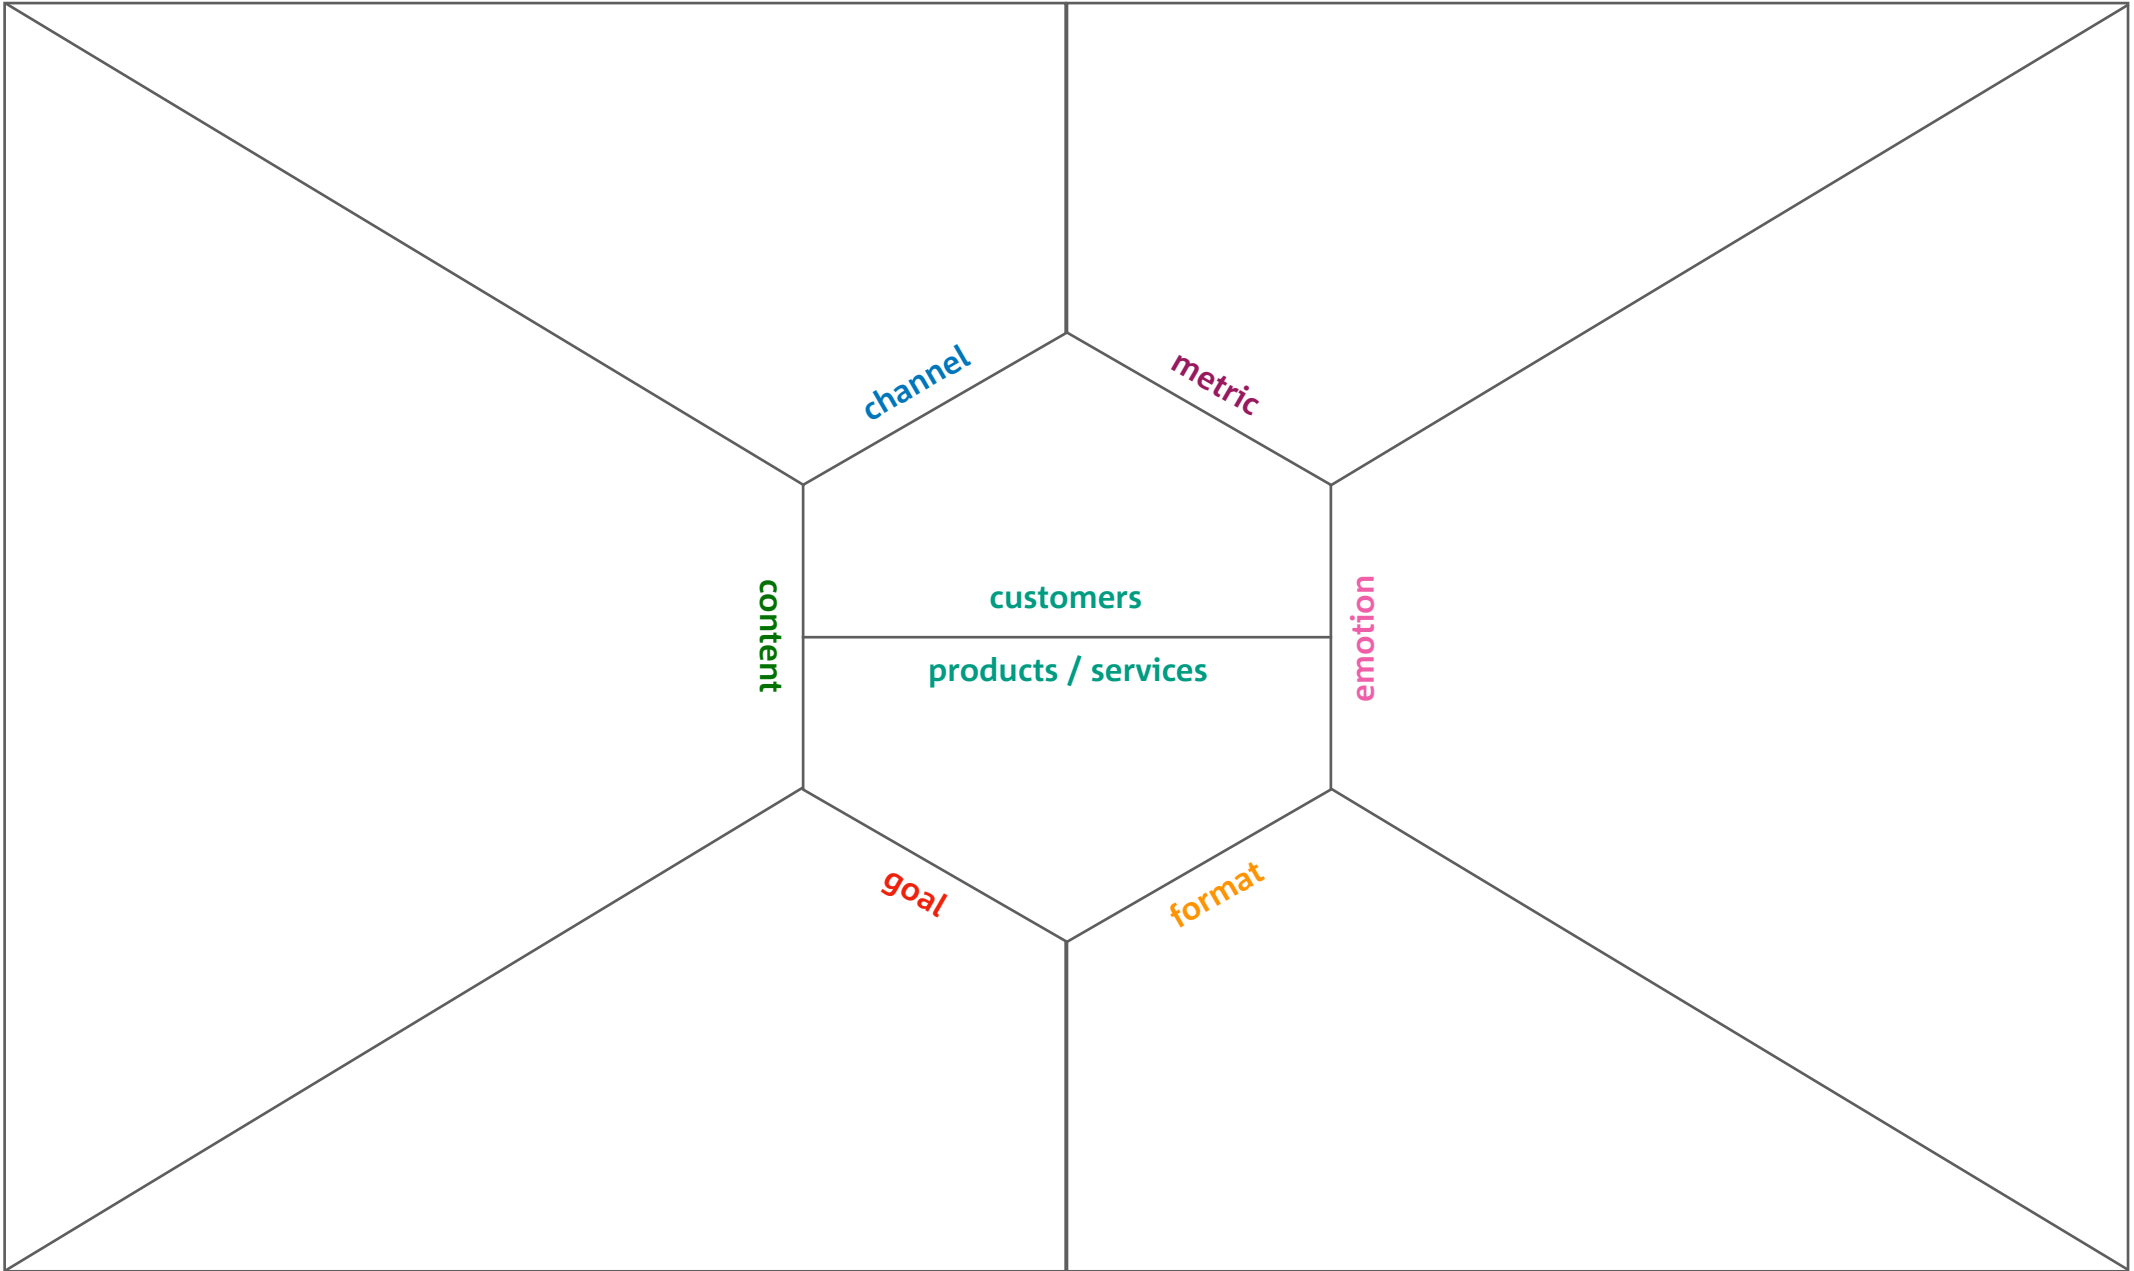 channel
metric
content
customers
products / services
emotion
goal
format